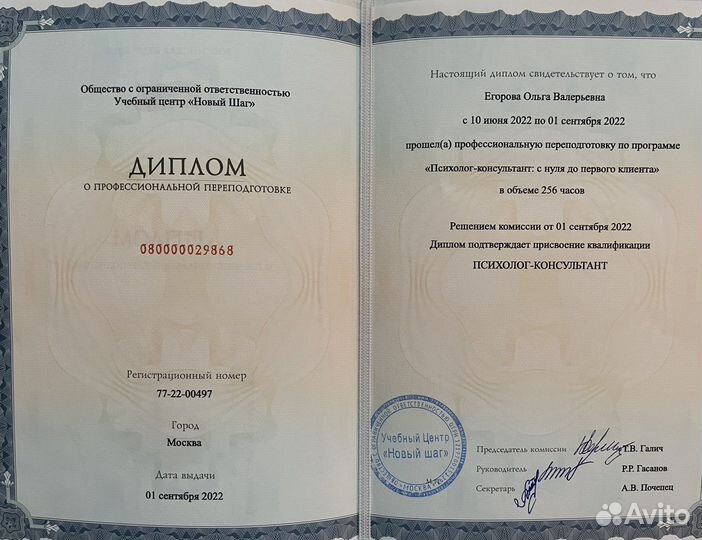 Общество с ограниченной ответственностью
Учебный центр «Новый Шаг»
ДИПЛОМ
О ПРОФЕССИОНАЛЬНОЙ ПЕРЕПОДГОТОВКЕ
080000029868
Регистрационный номер
77-22-00497
Город
Москва
Дата выдачи
01 сентября 2022
Настоящий диплом свидетельствует о том, что
Егорова Ольга Валерьевна
с 10 июня 2022 по 01 сентября 2022
прошел(а) профессиональную переподготовку по программе
«Психолог-консультант: с нуля до первого клиента»
в объеме 256 часов
Решением комиссии от 01 сентября 2022
Диплом подтверждает присвоение квалификации
ПСИХОЛОГ-КОНСУЛЬТАНТ
С ОГРАНИЧЕННОЙ ОТВЕТСТВЕННОСТЬЮ
Учебный Центр
«Новый шаг»
МОСКВА
Председатель комиссии Т.В. Галич
Руководитель Р.Р. Гасанов
Секретарь А.В. Почепец
Avito